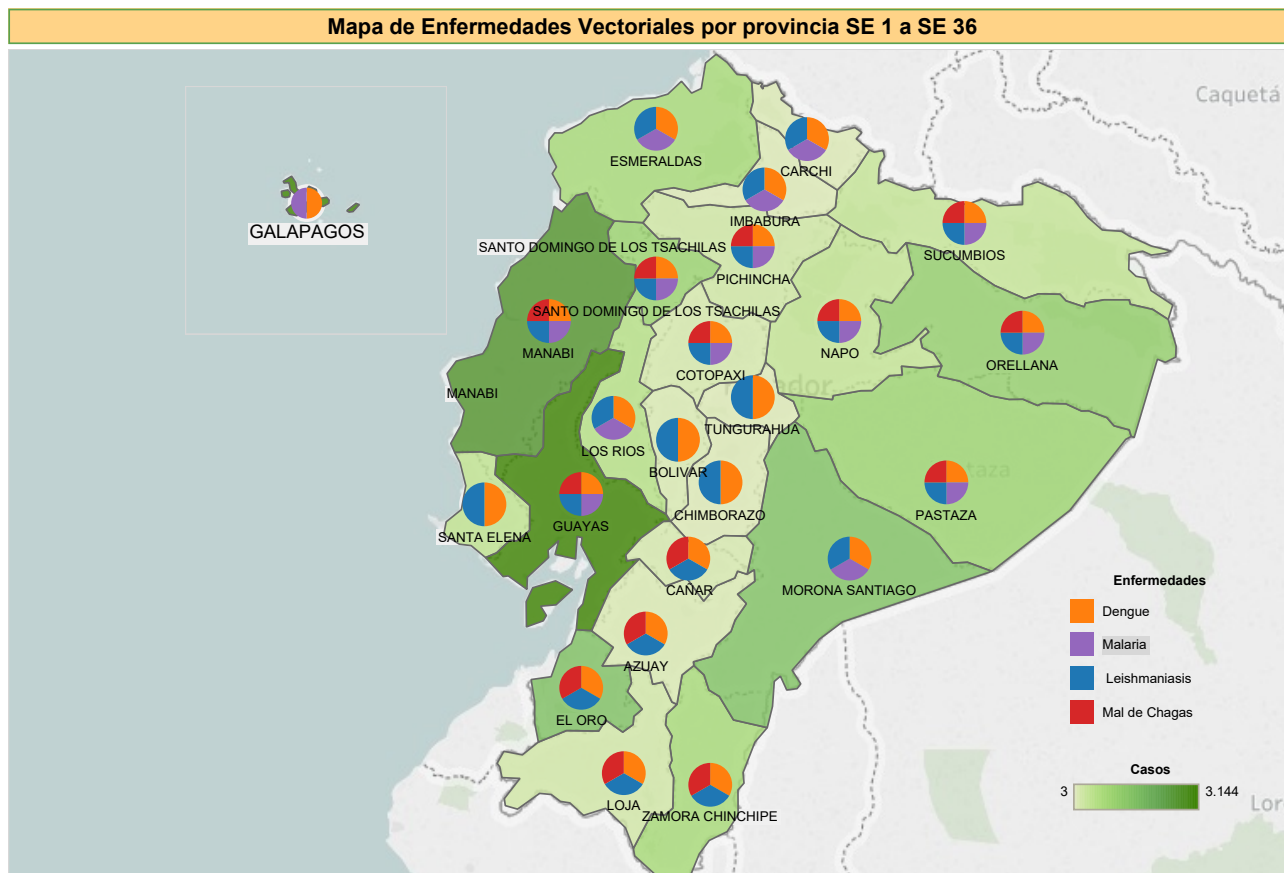 Mapa de Enfermedades Vectoriales por provincia SE 1 a SE 36
Caquetá
ESMERALDAS
CARCHI
IMBABURA
GALAPAGOS
SANTO DOMINGO DE LOS TSACHILAS
PICHINCHA
SUCUMBIOS
SANTO DOMINGO DE LOS TSACHILAS
MANABI
COTOPAXI
NAPO
ORELLANA
MANABI
TUNGURAHUA
LOS RIOS
BOLIVAR
CHIMBORAZO
PASTAZA
SANTA ELENA
GUAYAS
CAÑAR
MORONA SANTIAGO
AZUAY
EL ORO
LOJA
ZAMORA CHINCHIPE
Enfermedades
Dengue
Malaria
Leishmaniasis
Mal de Chagas
Casos
3 3.144
Lor